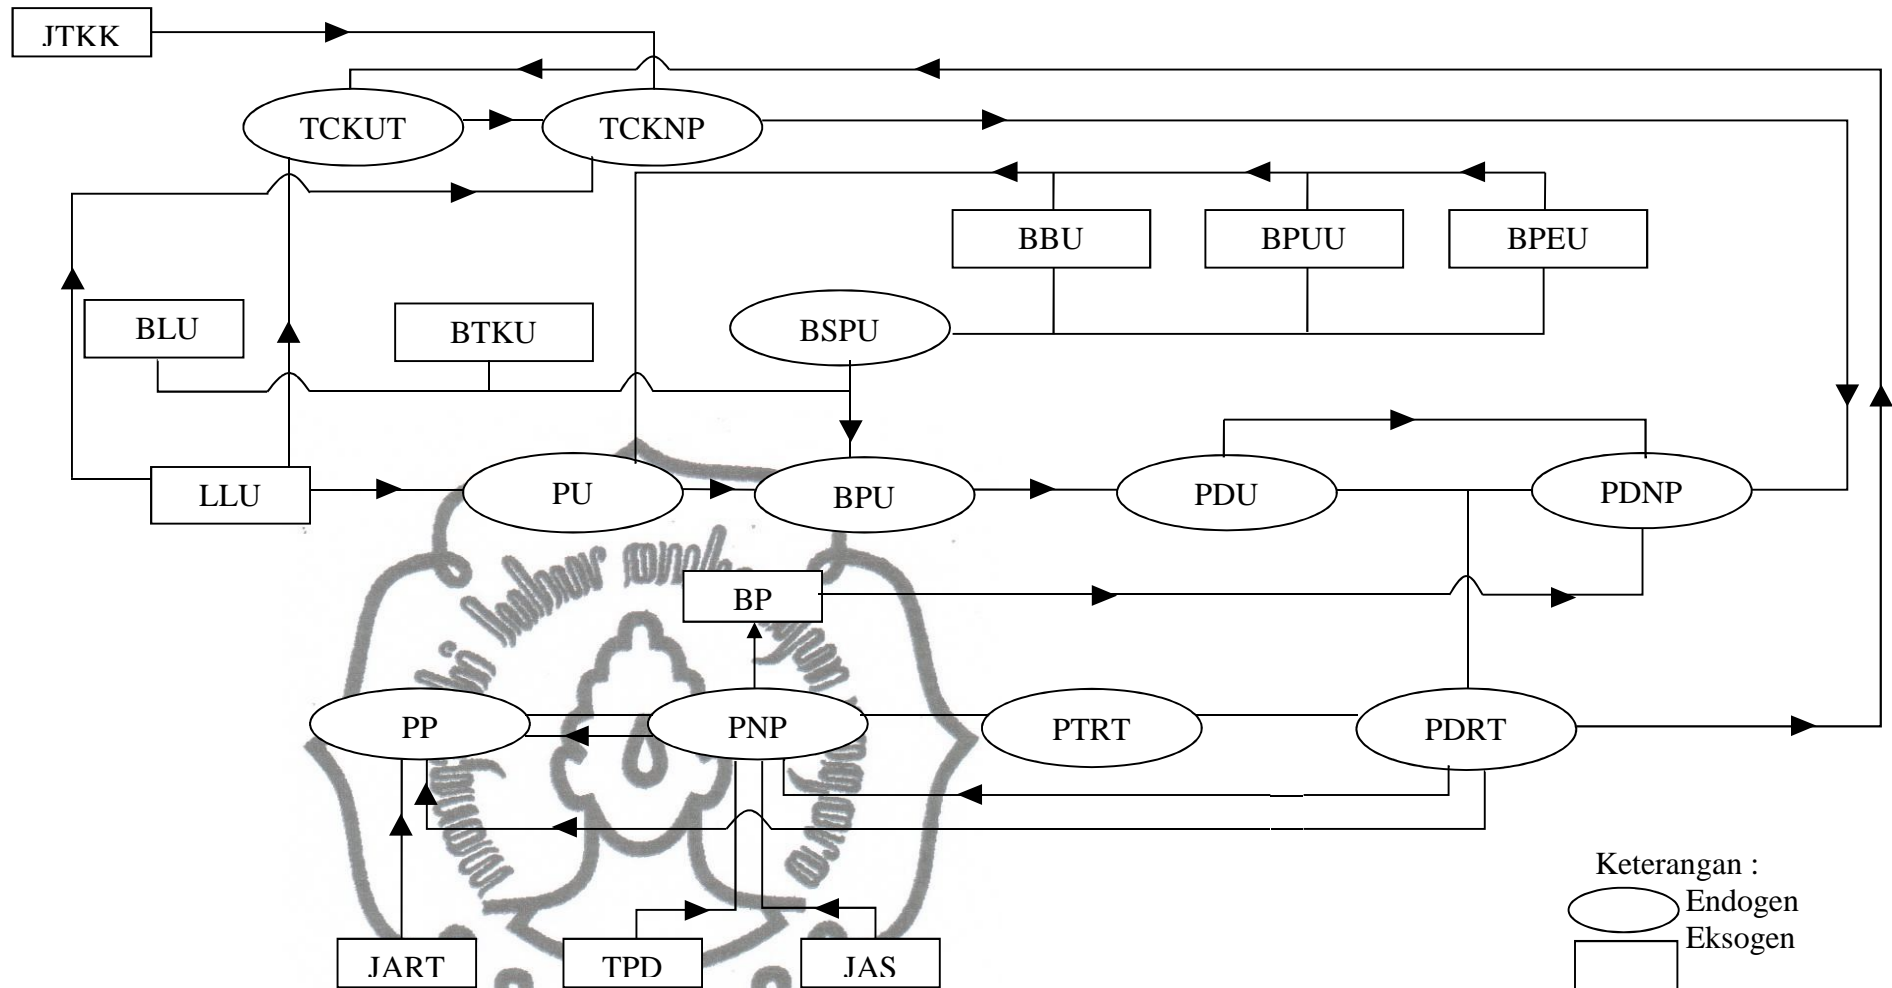 JTKK
TCKUT TCKNP
BBU BPUU BPEU
BLU BTKU BSPU
LLU PU BPU PDU PDNP
BP
PP PNP PTRT PDRT
Keterangan :
Endogen
Eksogen
JART TPD JAS